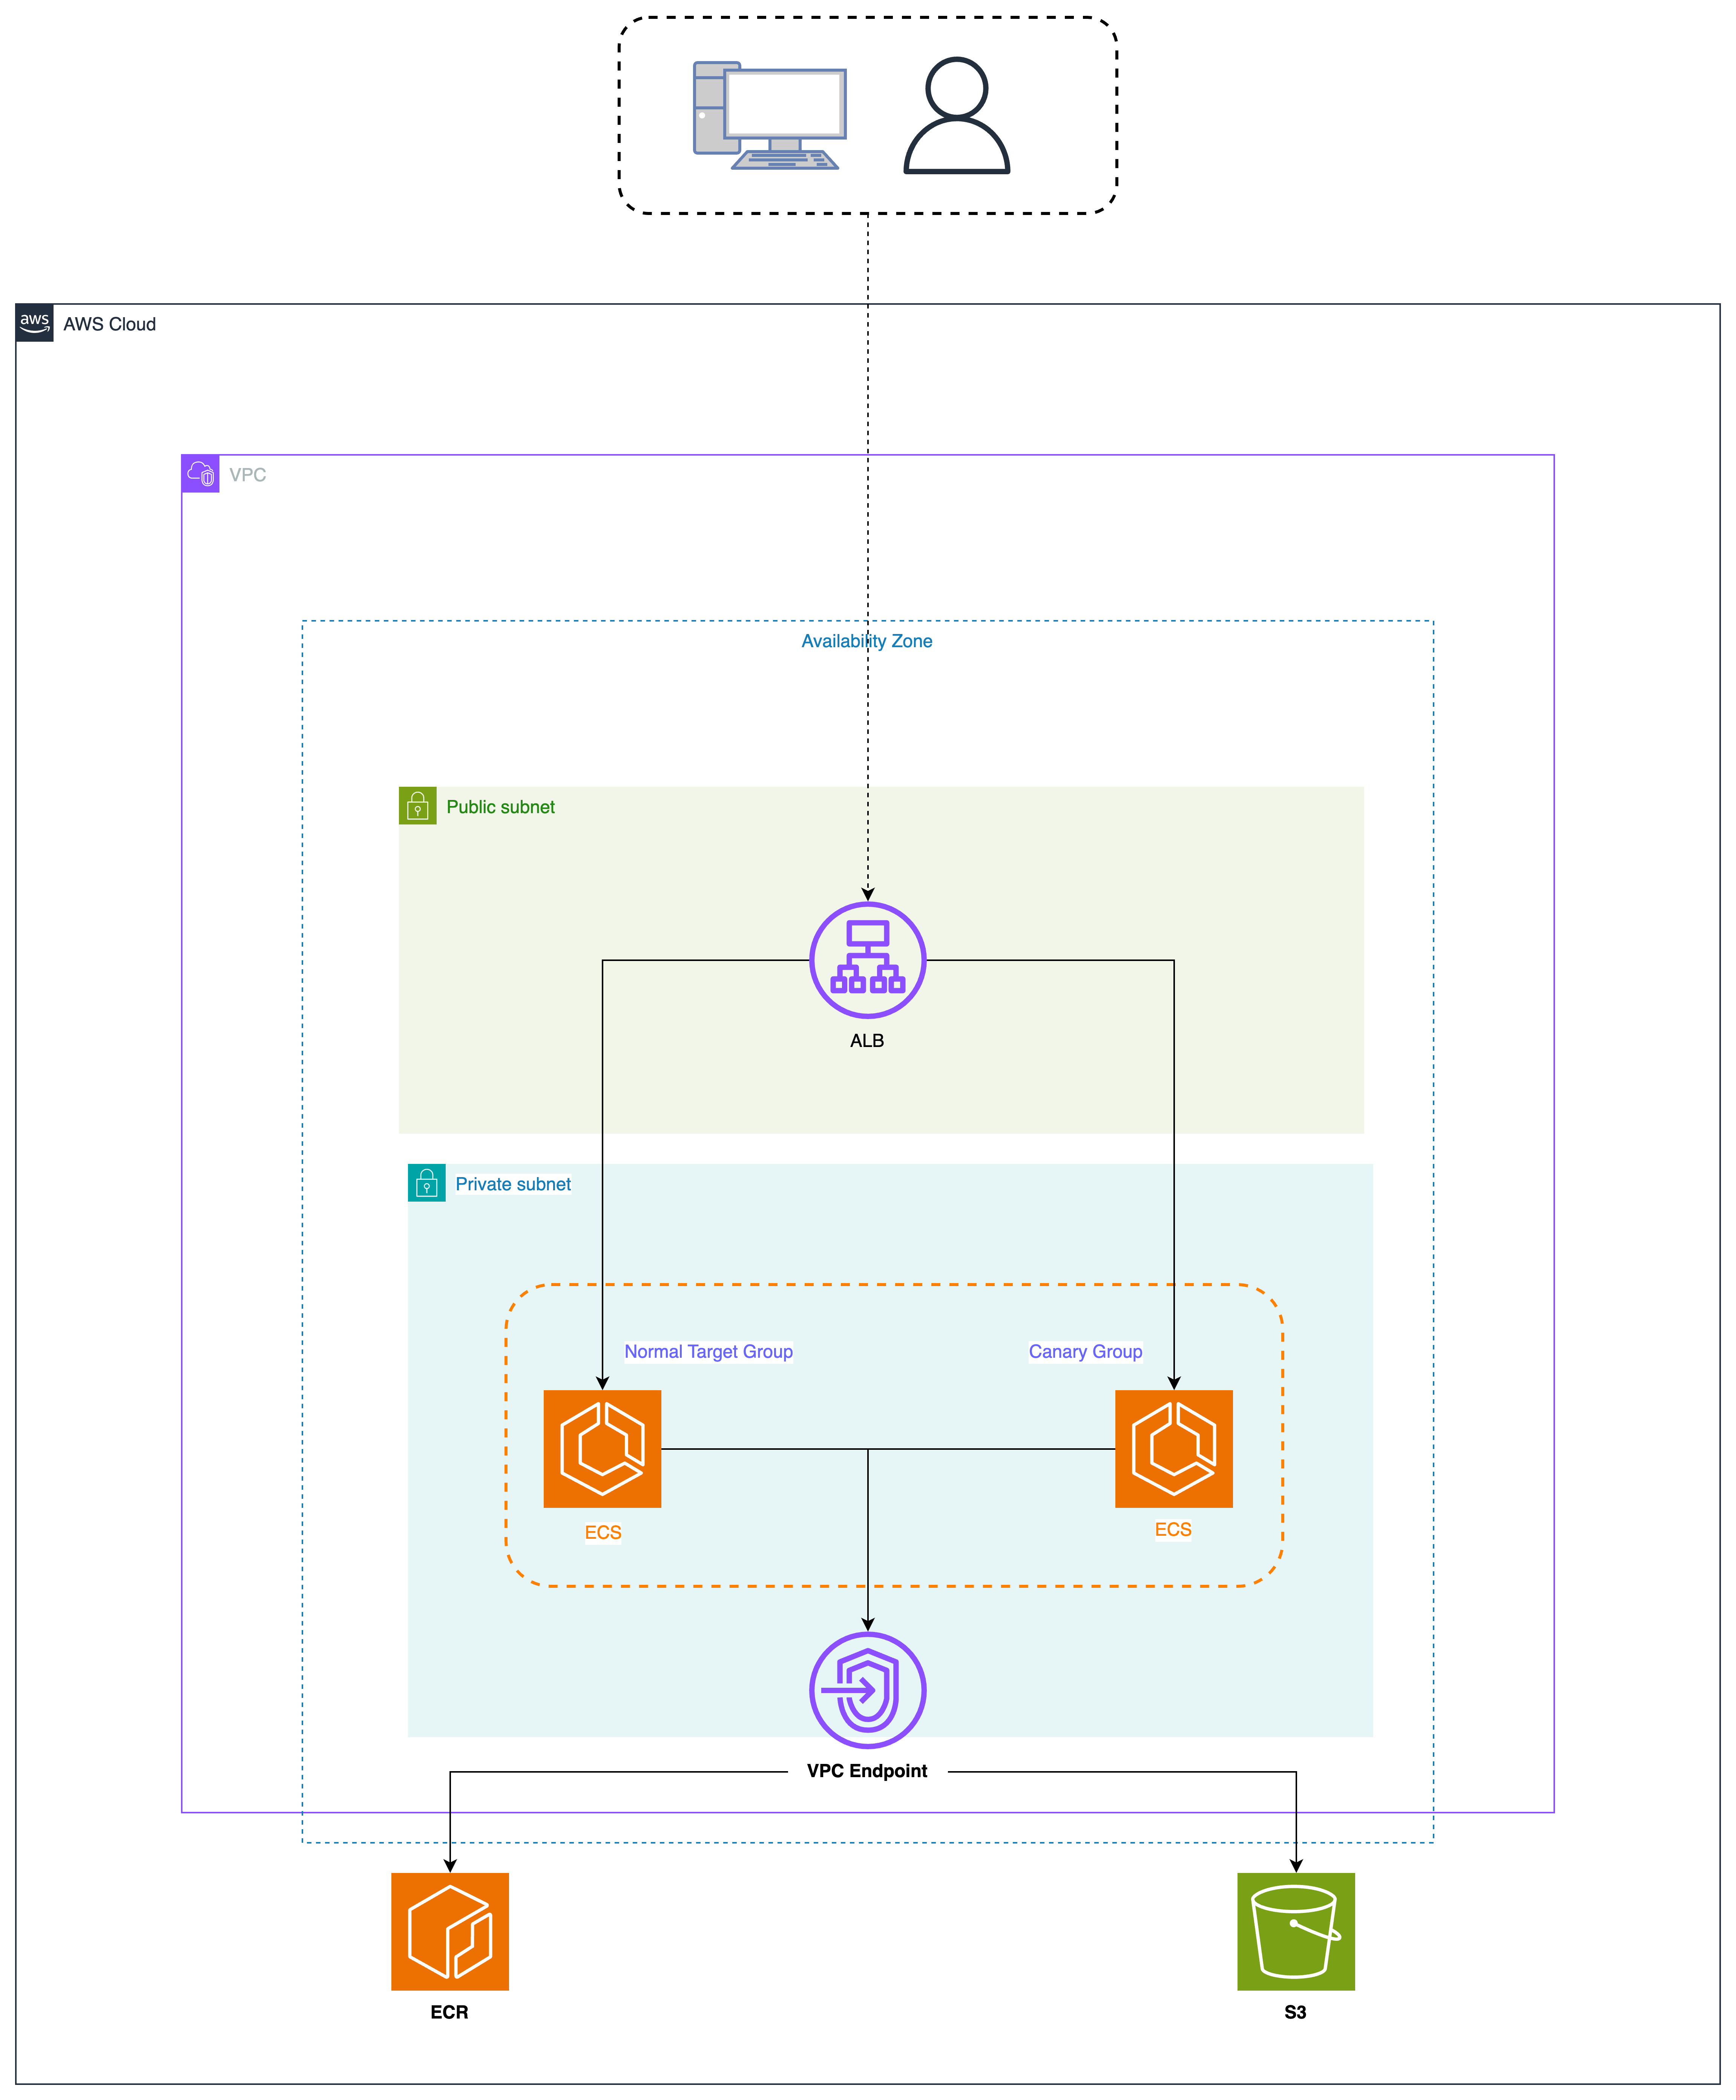 aws
AWS Cloud
VPC
Availability Zone
Public subnet
ALB
Private subnet
Normal Target Group
Canary Group
ECS
ECS
VPC Endpoint
ECR
S3